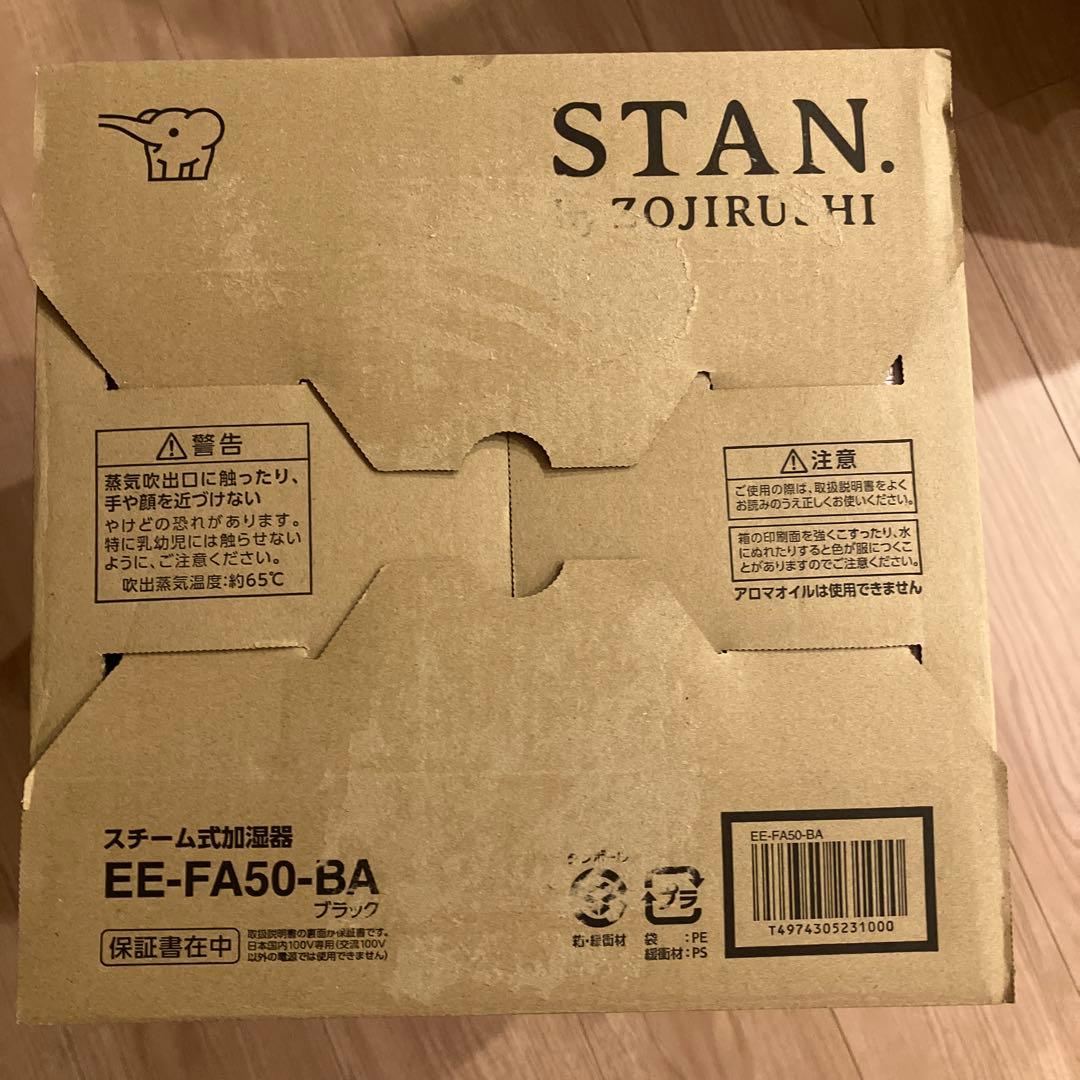 STAN.
by ZOJIRUSHI
警告
蒸気吹出口に触ったり、
手や顔を近づけない
やけどの恐れがあります。
特に乳幼児には触らせない
ように、ご注意ください。
吹出蒸気温度:約65℃
注意
ご使用の際は、取扱説明書をよく
お読みのうえ正しくお使いください。
箱の印刷面を強くこすったり、水
にぬれたりすると色が服につくこ
とがありますのでご注意ください。
アロマオイルは使用できません
スチーム式加湿器
EE-FA50-BA
ブラック
保証書在中
取扱説明書の裏面が保証書です。
日本国内100V専用(交流100V
以外の電源では使用できません)
ダンボール
箱・緩衝材
プラ
袋 :PE
緩衝材:PS
EE-FA50-BA
T4974305231000